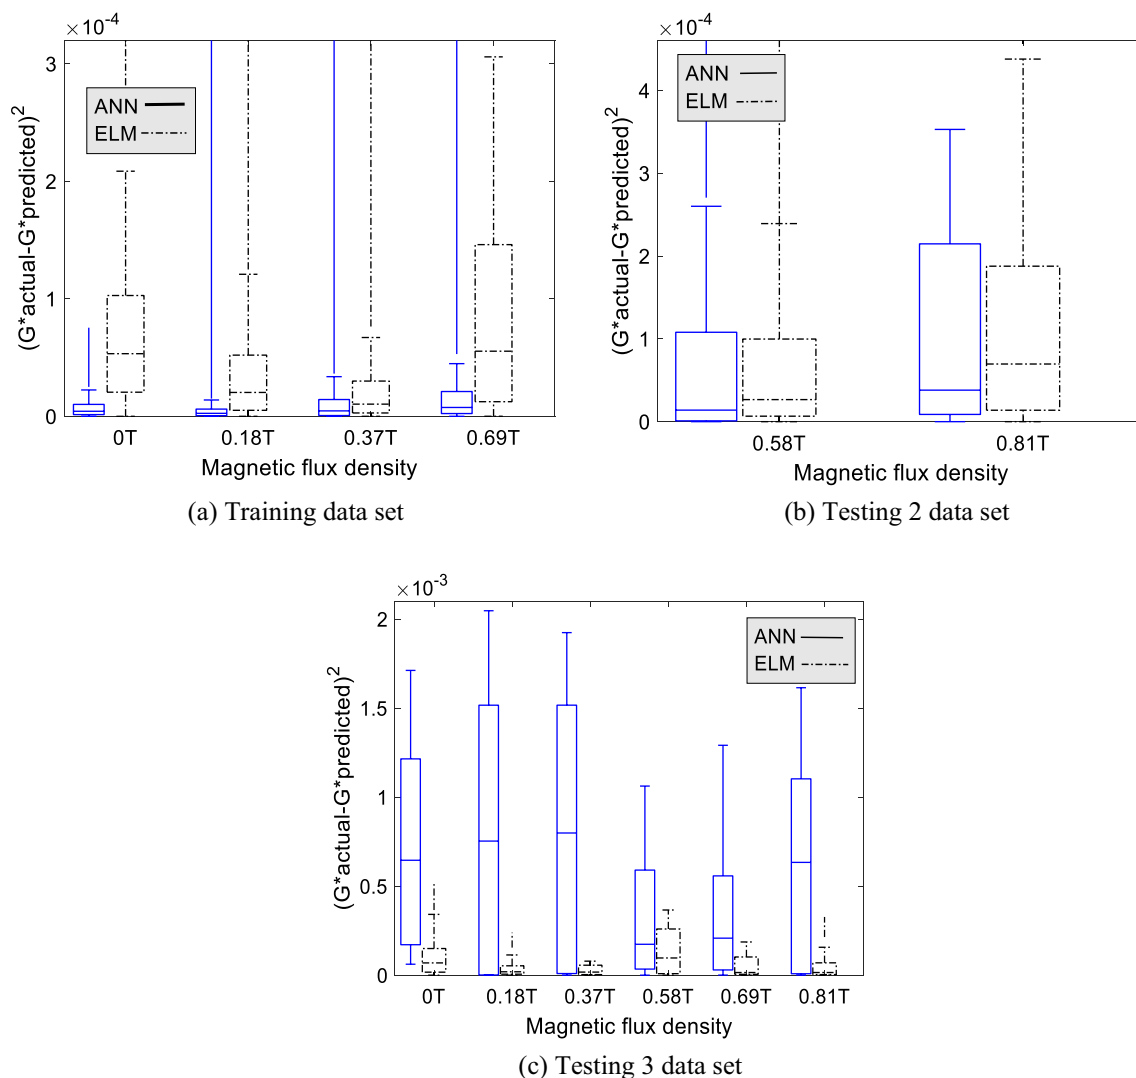 ×10-4
3
2
1
0
(G*actual-G*predicted)2
ANN
ELM
0T 0.18T 0.37T 0.69T
Magnetic flux density
(a) Training data set
×10-4
4
3
2
1
0
(G*actual-G*predicted)2
ANN
ELM
0.58T 0.81T
Magnetic flux density
(b) Testing 2 data set
×10-3
2
1.5
1
0.5
0
(G*actual-G*predicted)2
ANN
ELM
0T 0.18T 0.37T 0.58T 0.69T 0.81T
Magnetic flux density
(c) Testing 3 data set